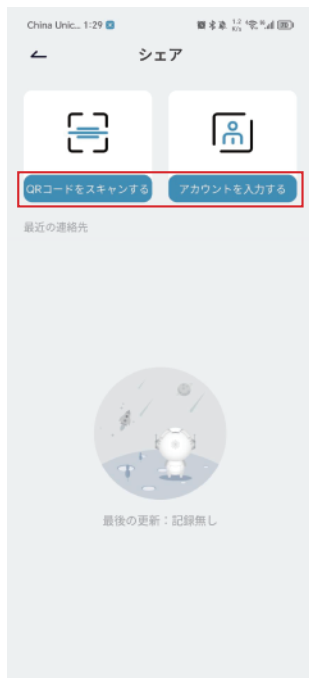 China Unic... 1:29
シェア
QRコードをスキャンする
アカウントを入力する
最近の連絡先
最後の更新：記録無し